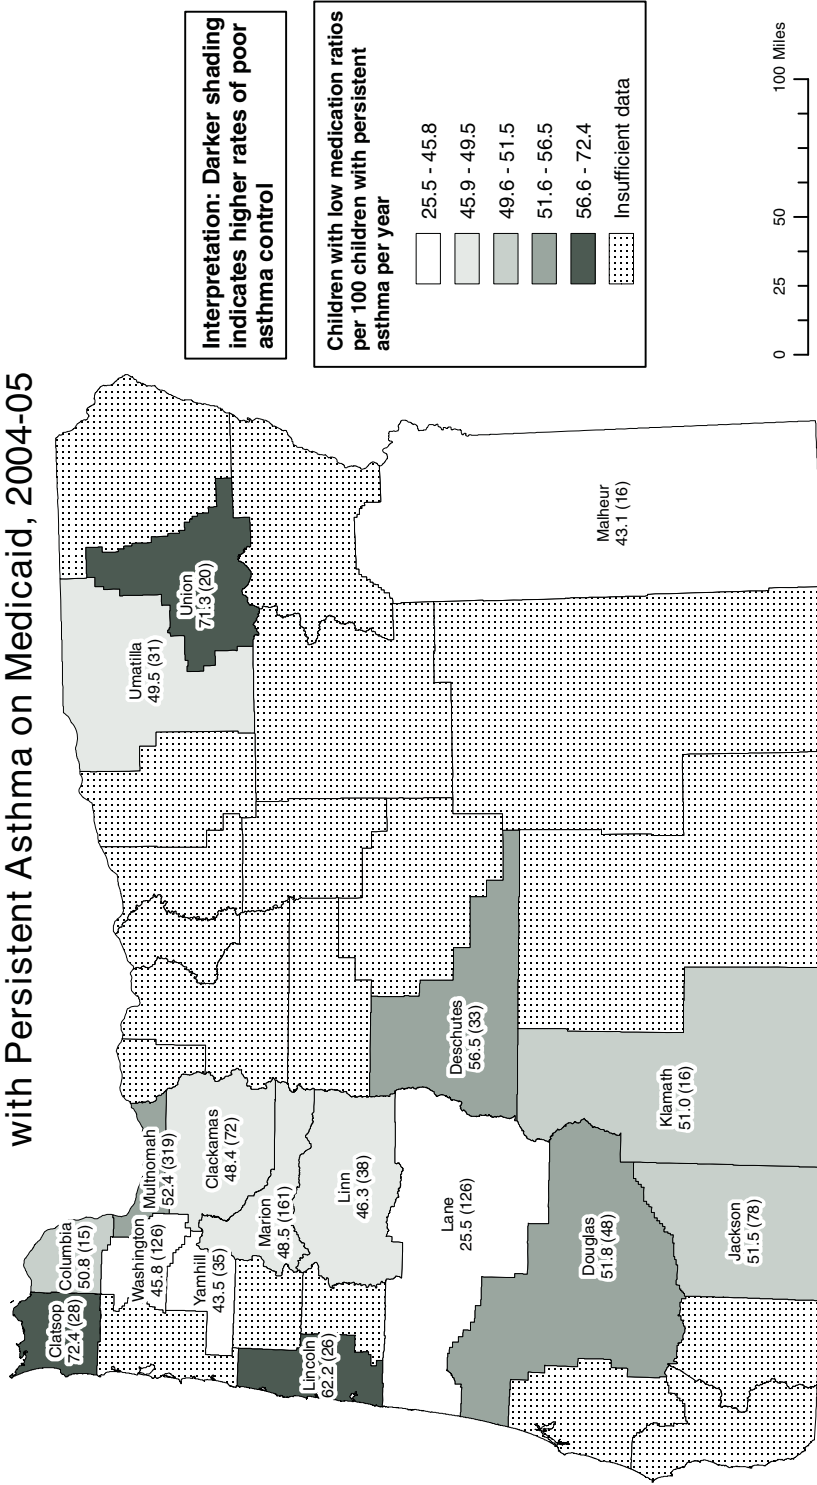 with Persistent Asthma on Medicaid, 2004-05
Interpretation: Darker shading
indicates higher rates of poor
asthma control
Children with low medication ratios
per 100 children with persistent
asthma per year
25.5 - 45.8
45.9 - 49.5
49.6 - 51.5
51.6 - 56.5
56.6 - 72.4
Insufficient data
0 25 50 100 Miles
Clatsop
72.4 (28)
Columbia
50.8 (15)
Washington
45.8 (126)
Multnomah
52.4 (319)
Yamhill
43.5 (35)
Clackamas
48.4 (72)
Marion
48.5 (161)
Lincoln
62.2 (26)
Linn
46.3 (38)
Lane
25.5 (126)
Douglas
51.8 (48)
Jackson
51.5 (78)
Klamath
51.0 (16)
Deschutes
56.5 (33)
Umatilla
49.5 (31)
Union
71.3 (20)
Malheur
43.1 (16)